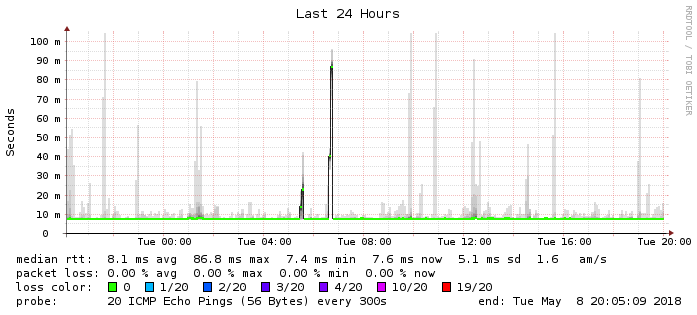 Last 24 Hours
RRDTOOL / TOBI OETIKER
Seconds
100 m
90 m
80 m
70 m
60 m
50 m
40 m
30 m
20 m
10 m
0
Tue 00:00 Tue 04:00 Tue 08:00 Tue 12:00 Tue 16:00 Tue 20:00
median rtt: 8.1 ms avg 86.8 ms max 7.4 ms min 7.6 ms now 5.1 ms sd 1.6 am/s
packet loss: 0.00 % avg 0.00 % max 0.00 % min 0.00 % now
loss color: 0 1/20 2/20 3/20 4/20 10/20 19/20
probe: 20 ICMP Echo Pings (56 Bytes) every 300s end: Tue May 8 20:05:09 2018